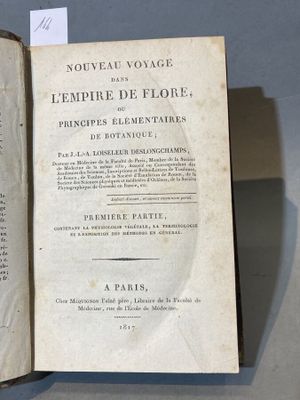 114
NOUVEAU VOYAGE
DANS
L'EMPIRE DE FLORE,
OU
PRINCIPES ÉLÉMENTAIRES
DE BOTANIQUE;
PAR J.-L.-A. LOISELEUR DESLONGCHAMPS,
Docteur en Médecine de la Faculté de Paris, Membre de la Société
de Médecine de la même ville, Associé ou Correspondant des
Académies des Sciences, Inscriptions et Belles-Lettres de Toulouse,
de Rouen, de Toulon, de la Société d'Émulation de Rouen, de la
Société des Sciences physiques et médicales d'Orléans, de la Société
Physiographique de Lund en Suède, etc.
PREMIÈRE PARTIE,
CONTENANT LA PHYSIOLOGIE VÉGÉTALE, LA TERMINOLOGIE
ET L'EXPOSITION DES MÉTHODES EN GÉNÉRAL.
A PARIS,
Chez MÉQUIGNON l'aîné père, Libraire de la Faculté de
Médecine, rue de l'École de Médecine.
1817.